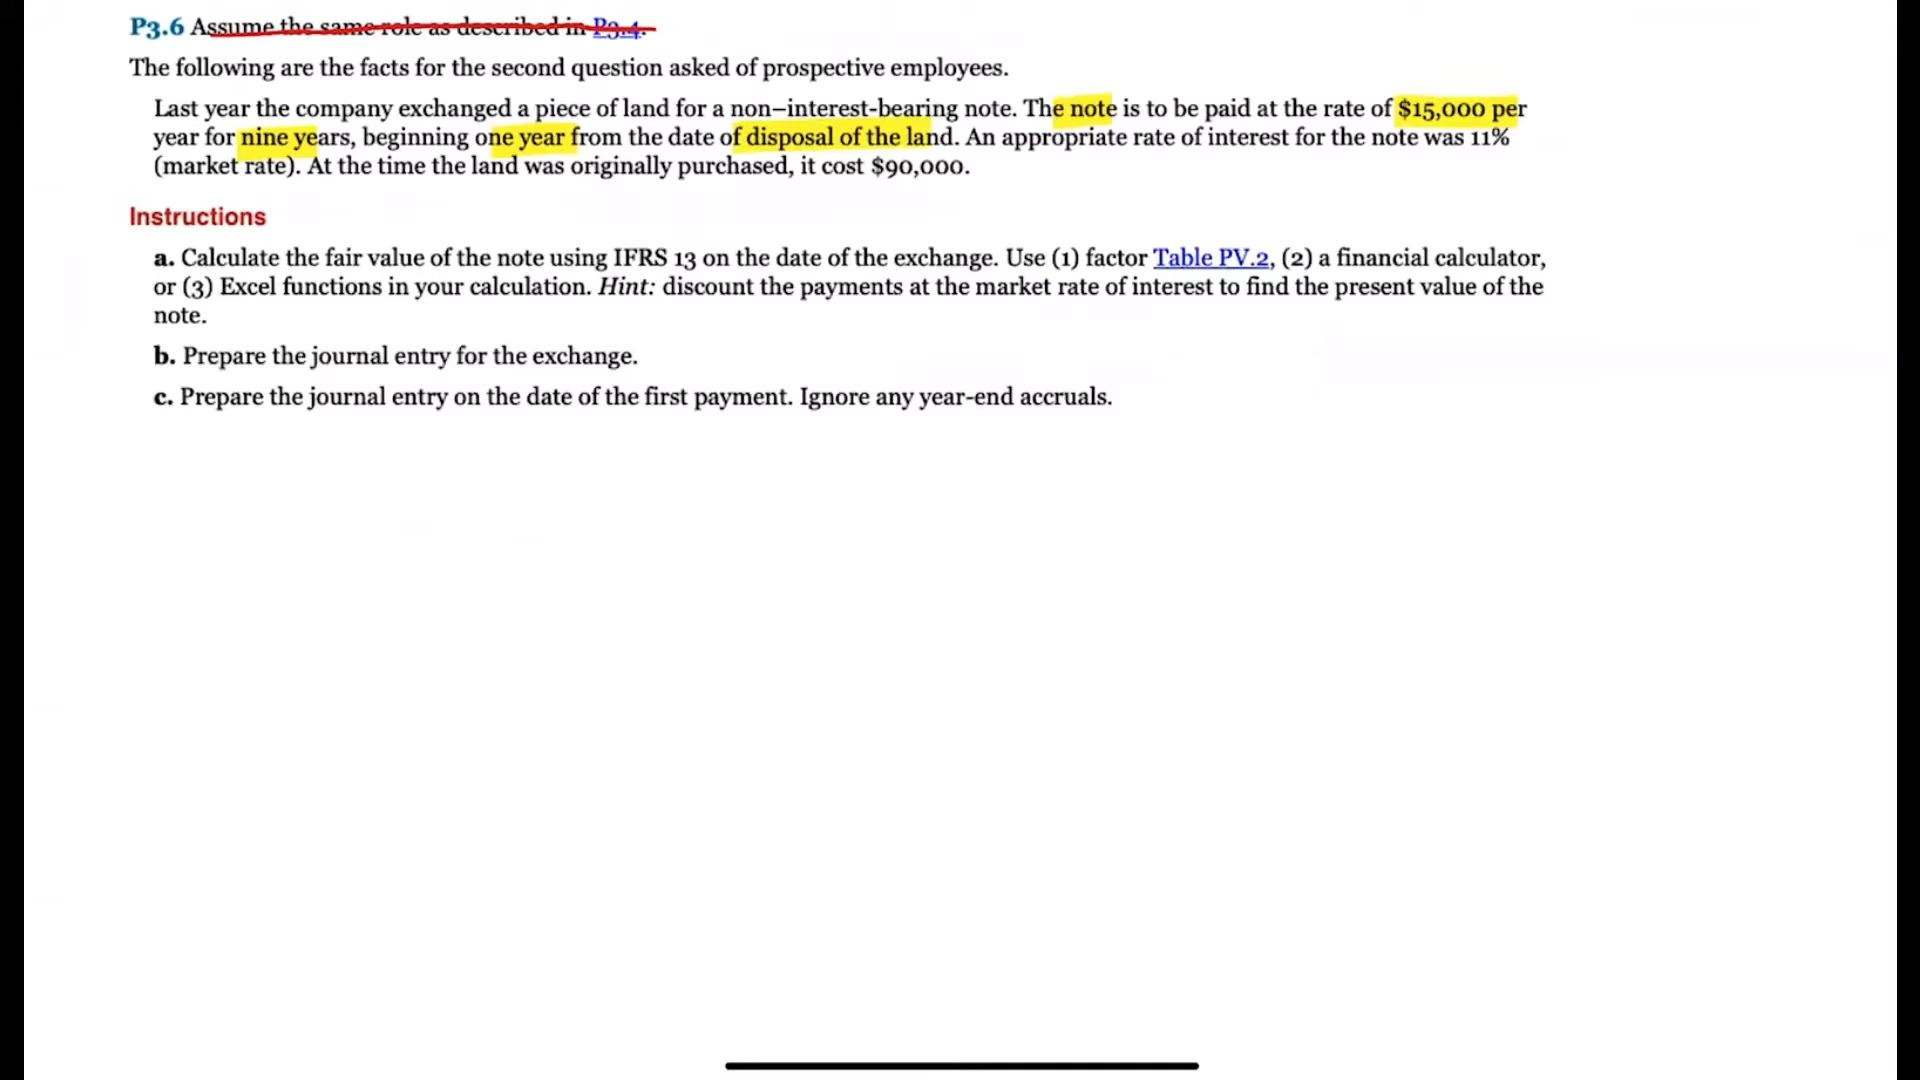 P3.6 Assume the same role as described in P3.4.
The following are the facts for the second question asked of prospective employees.
Last year the company exchanged a piece of land for a non–interest-bearing note. The note is to be paid at the rate of $15,000 per
year for nine years, beginning one year from the date of disposal of the land. An appropriate rate of interest for the note was 11%
(market rate). At the time the land was originally purchased, it cost $90,000.
Instructions
a. Calculate the fair value of the note using IFRS 13 on the date of the exchange. Use (1) factor Table PV.2, (2) a financial calculator,
or (3) Excel functions in your calculation. Hint: discount the payments at the market rate of interest to find the present value of the
note.
b. Prepare the journal entry for the exchange.
c. Prepare the journal entry on the date of the first payment. Ignore any year-end accruals.